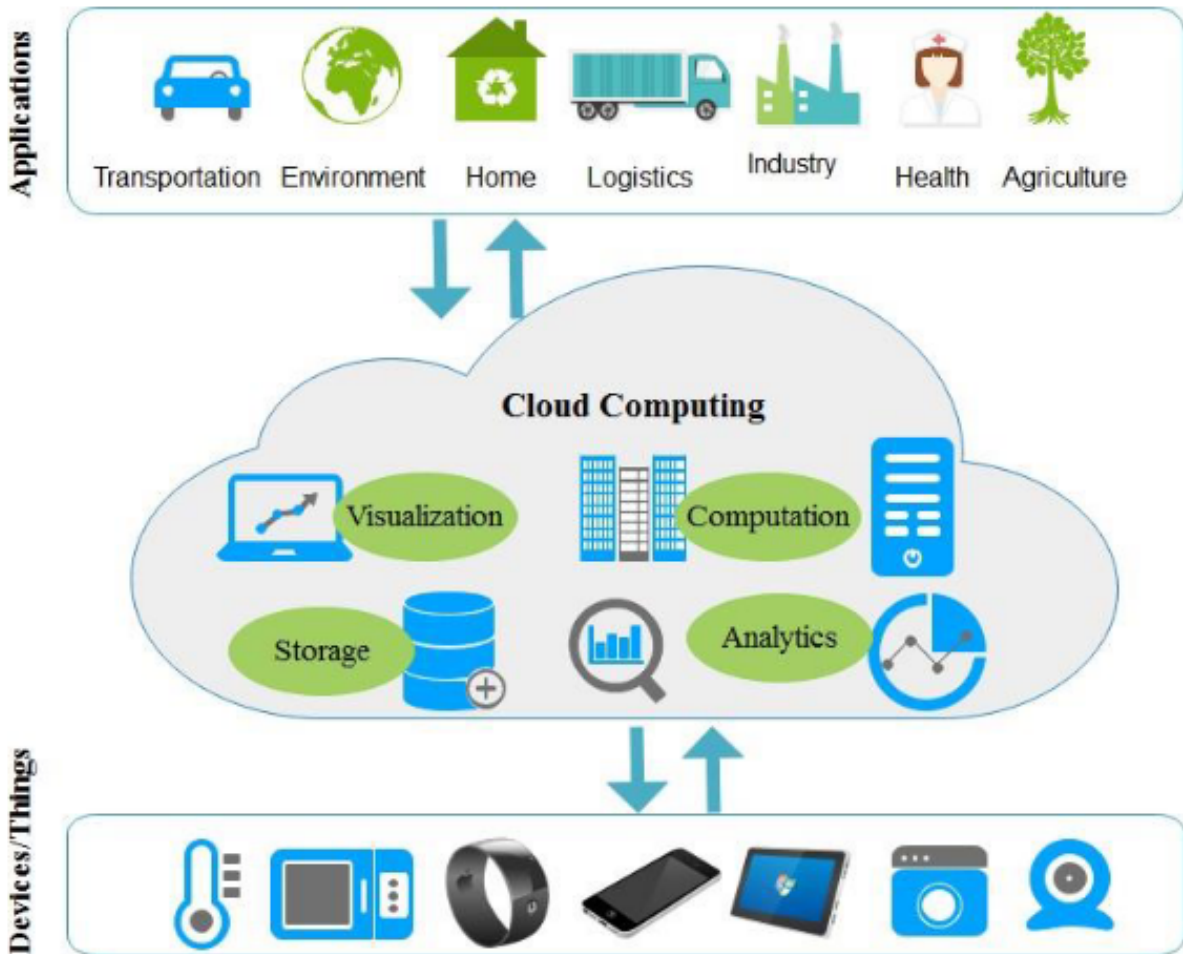 Applications
Transportation
Environment
Home
Logistics
Industry
Health
Agriculture
Cloud Computing
Visualization
Computation
Storage
Analytics
Devices/Things